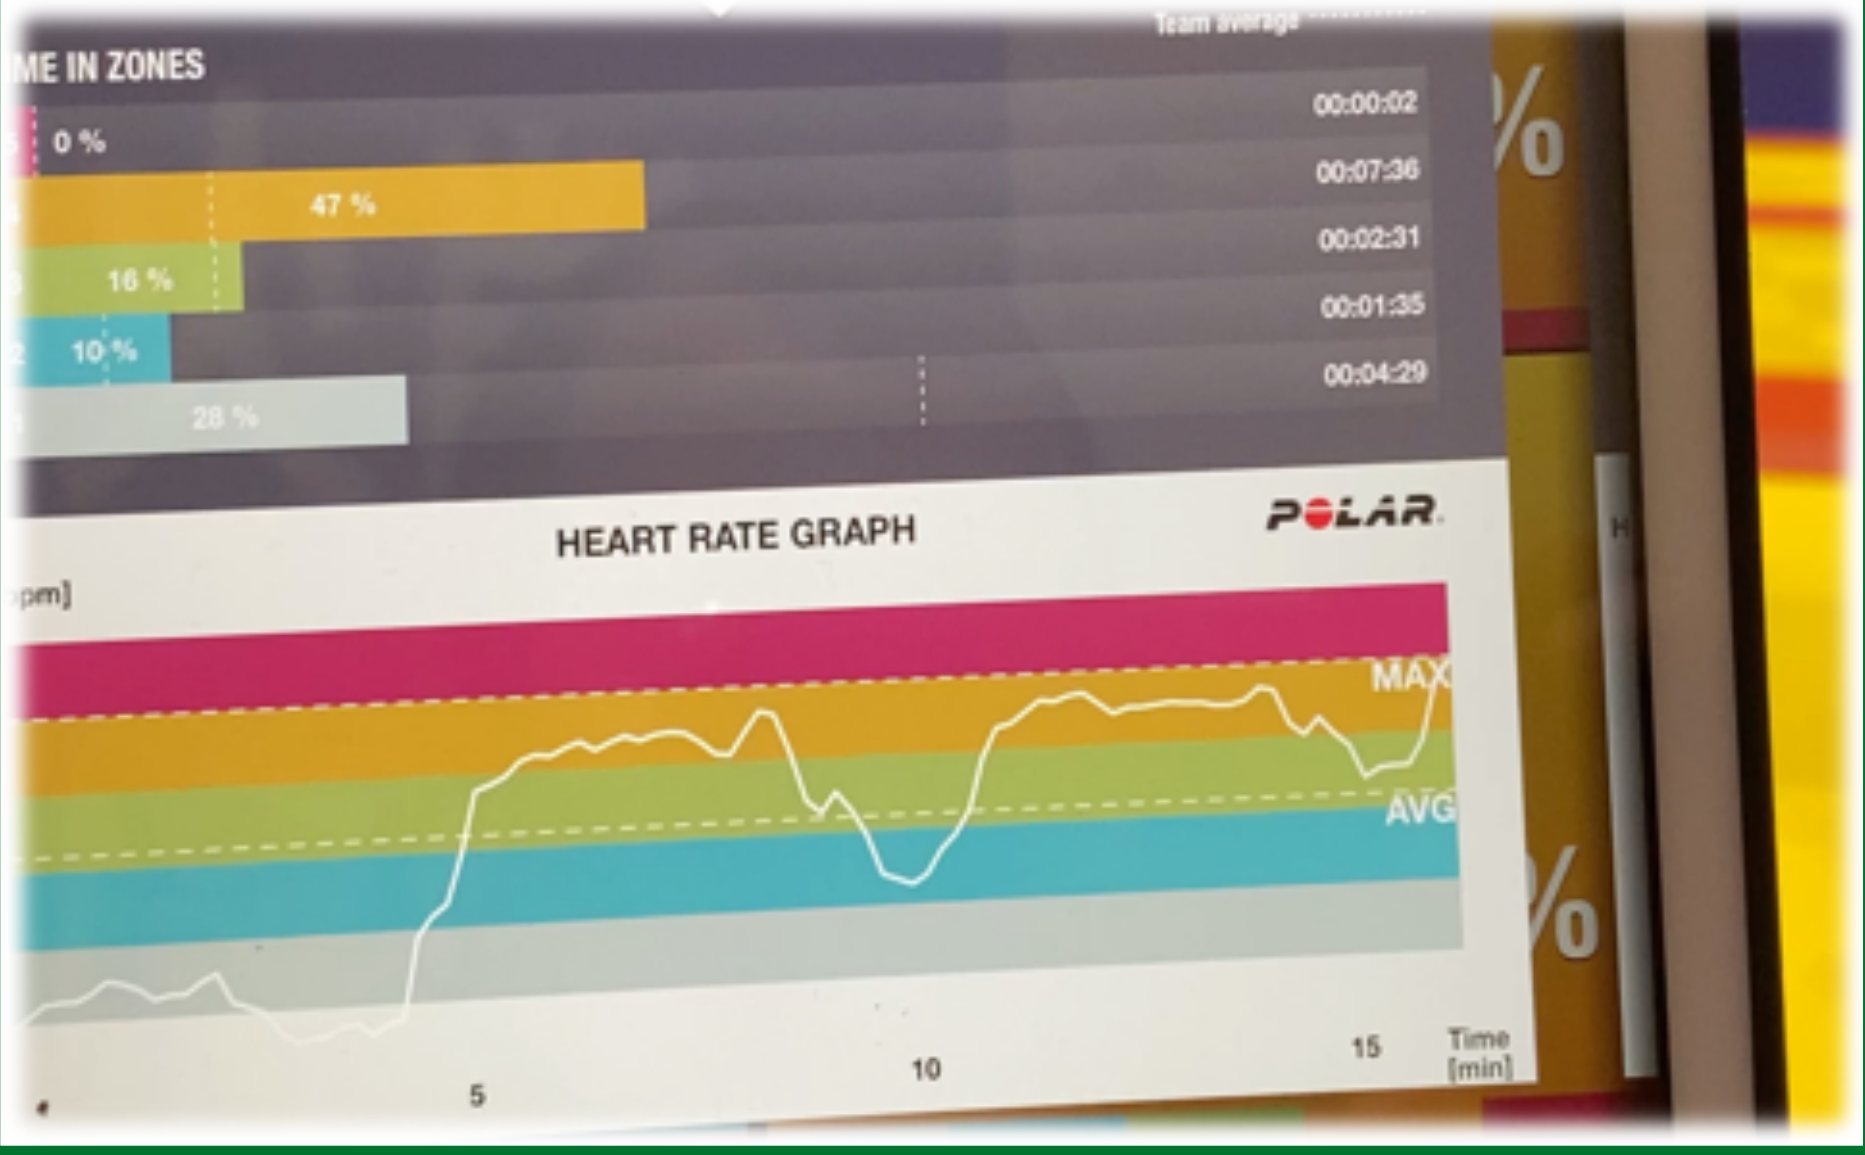 Team average
ME IN ZONES
00:00:02
0 %
00:07:36
47 %
00:02:31
16 %
00:01:35
2
10 %
00:04:29
28 %
HEART RATE GRAPH
POLAR
pm]
MAX
AVG
5
10
15
Time
[min]
%
H
%